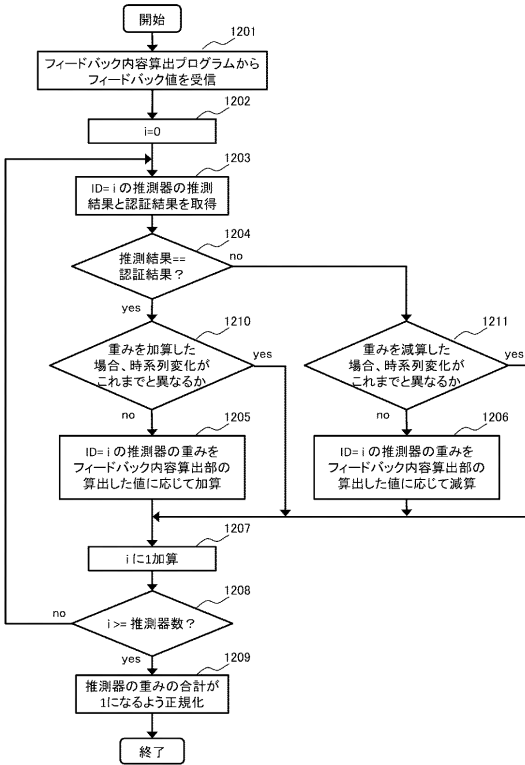 開始
1201
フィードバック内容算出プログラムから
フィードバック値を受信
1202
i=0
1203
ID= i の推測器の推測
結果と認証結果を取得
1204
推測結果==
認証結果？
no
yes
1210
重みを加算した
場合、時系列変化が
これまでと異なるか
yes
no
1211
重みを減算した
場合、時系列変化が
これまでと異なるか
yes
no
1205
ID= i の推測器の重みを
フィードバック内容算出部の
算出した値に応じて加算
1206
ID= i の推測器の重みを
フィードバック内容算出部の
算出した値に応じて減算
1207
i に1加算
1208
i >= 推測器数？
no
yes
1209
推測器の重みの合計が
1になるよう正規化
終了